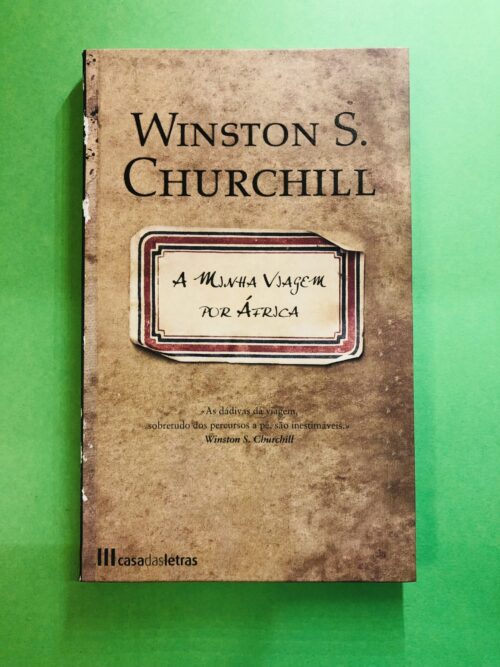 WINSTON S.
CHURCHILL
A MINHA VIAGEM
POR ÁFRICA
«As dádivas da viagem,
sobretudo dos percursos a pé, são inestimáveis.»
Winston S. Churchill
casadasletras